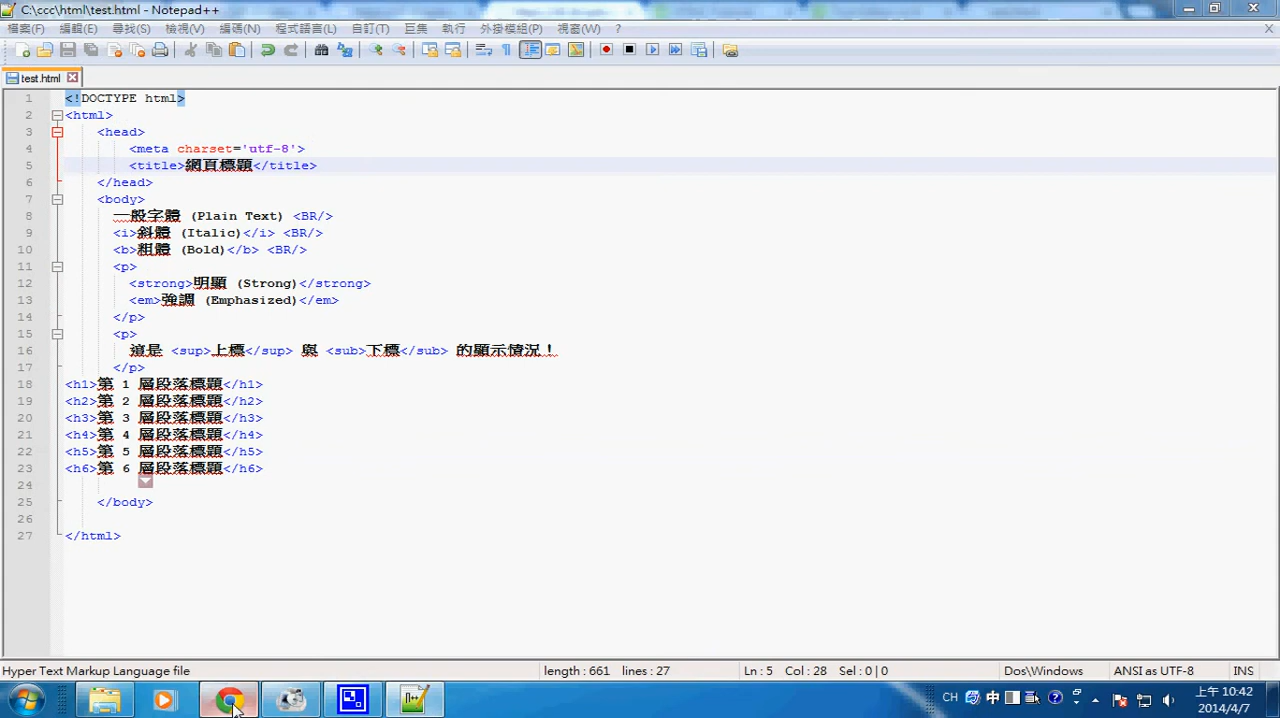 C:\ccc\html\test.html - Notepad++
檔案(F) 編輯(E) 尋找(S) 檢視(V) 編碼(N) 程式語言(L) 自訂(T) 巨集 執行 外掛模組(P) 視窗(W) ? X
test.html
1 <!DOCTYPE html>
2 <html>
3 <head>
4 <meta charset='utf-8'>
5 <title>網頁標題</title>
6 </head>
7 <body>
8 一般字體 (Plain Text) <BR/>
9 <i>斜體 (Italic)</i> <BR/>
10 <b>粗體 (Bold)</b> <BR/>
11 <p>
12 <strong>明顯 (Strong)</strong>
13 <em>強調 (Emphasized)</em>
14 </p>
15 <p>
16 這是 <sup>上標</sup> 與 <sub>下標</sub> 的顯示情況!
17 </p>
18 <h1>第 1 層段落標題</h1>
19 <h2>第 2 層段落標題</h2>
20 <h3>第 3 層段落標題</h3>
21 <h4>第 4 層段落標題</h4>
22 <h5>第 5 層段落標題</h5>
23 <h6>第 6 層段落標題</h6>
24
25 </body>
26
27 </html>
Hyper Text Markup Language file length : 661 lines : 27 Ln : 5 Col : 28 Sel : 0 | 0 Dos\Windows ANSI as UTF-8 INS
CH 中 上午 10:42
2014/4/7